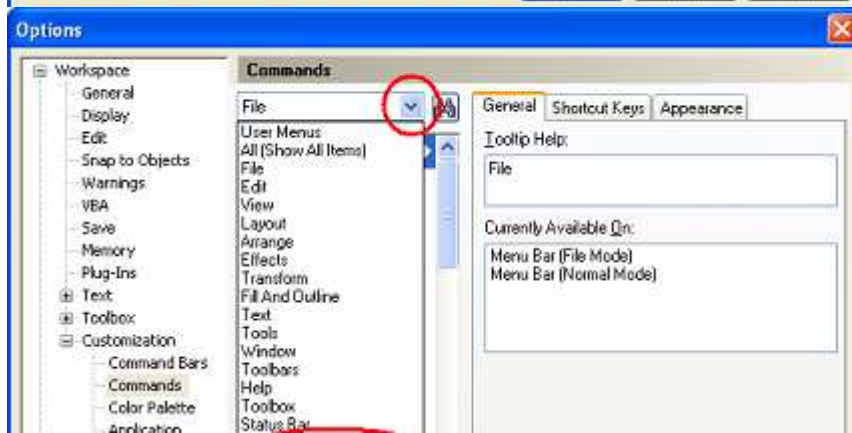 Options
Workspace
General
Display
Edit
Snap to Objects
Warnings
VBA
Save
Memory
Plug-Ins
Text
Toolbox
Customization
Command Bars
Commands
Color Palette
Application
Commands
File
User Menus
All (Show All Items)
File
Edit
View
Layout
Arrange
Effects
Transform
Fill And Outline
Text
Tools
Window
Toolbars
Help
Toolbox
Status Bar
General Shortcut Keys Appearance
Tooltip Help:
File
Currently Available On:
Menu Bar (File Mode)
Menu Bar (Normal Mode)